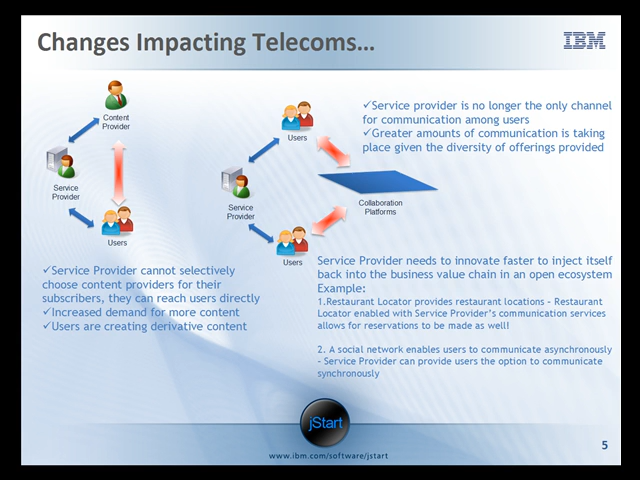 Changes Impacting Telecoms...
IBM
Content
Provider
Service
Provider
Users
✓Service Provider cannot selectively
choose content providers for their
subscribers, they can reach users directly
✓Increased demand for more content
✓Users are creating derivative content
Users
Service
Provider
Users
Collaboration
Platforms
✓Service provider is no longer the only channel
for communication among users
✓Greater amounts of communication is taking
place given the diversity of offerings provided
Service Provider needs to innovate faster to inject itself
back into the business value chain in an open ecosystem
Example:
1.Restaurant Locator provides restaurant locations – Restaurant
Locator enabled with Service Provider's communication services
allows for reservations to be made as well!
2. A social network enables users to communicate asynchronously
– Service Provider can provide users the option to communicate
synchronously
jStart
www.ibm.com/software/jstart
5